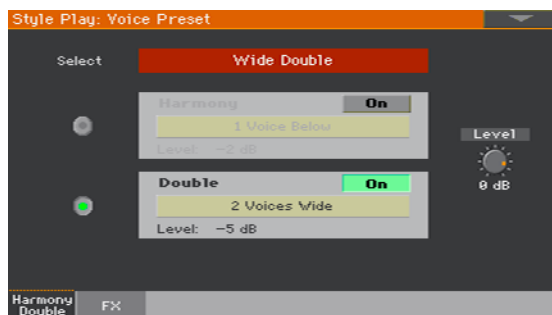 Style Play: Voice Preset
Select
Wide Double
Harmony On
1 Voice Below
Level: -2 dB
Level
0 dB
Double On
2 Voices Wide
Level: -5 dB
Harmony
Double
FX